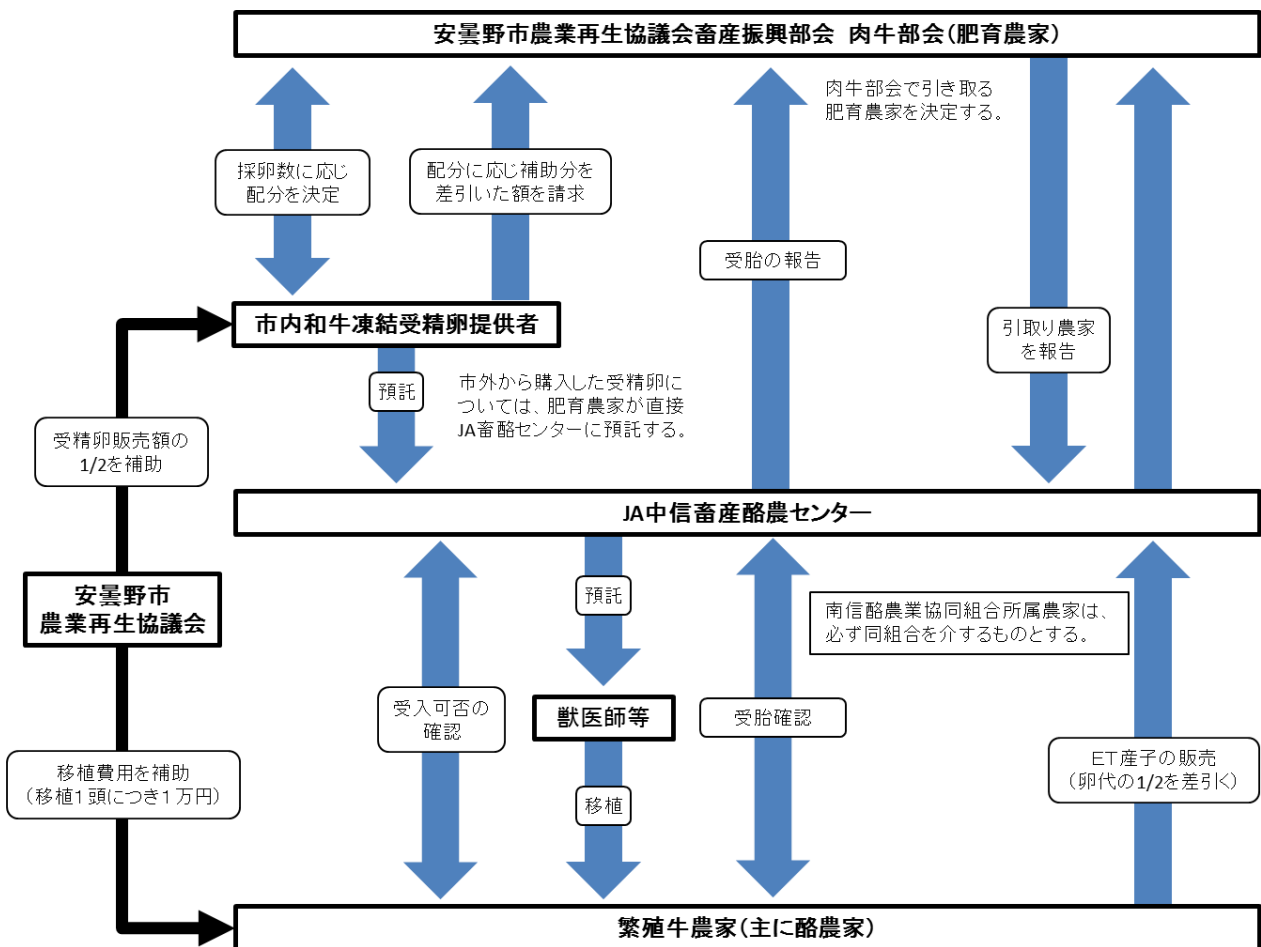 安曇野市農業再生協議会畜産振興部会 肉牛部会(肥育農家)
肉牛部会で引き取る
肥育農家を決定する。
採卵数に応じ
配分を決定
配分に応じ補助分を
差引いた額を請求
受胎の報告
市内和牛凍結受精卵提供者
引取り農家
を報告
預託
市外から購入した受精卵に
ついては、肥育農家が直接
JA畜酪センターに預託する。
受精卵販売額の
1/2を補助
JA中信畜産酪農センター
安曇野市
農業再生協議会
預託
南信酪農業協同組合所属農家は、
必ず同組合を介するものとする。
受入可否の
確認
獣医師等
受胎確認
移植費用を補助
(移植1頭につき1万円)
移植
ET産子の販売
(卵代の1/2を差引く)
繁殖牛農家(主に酪農家)